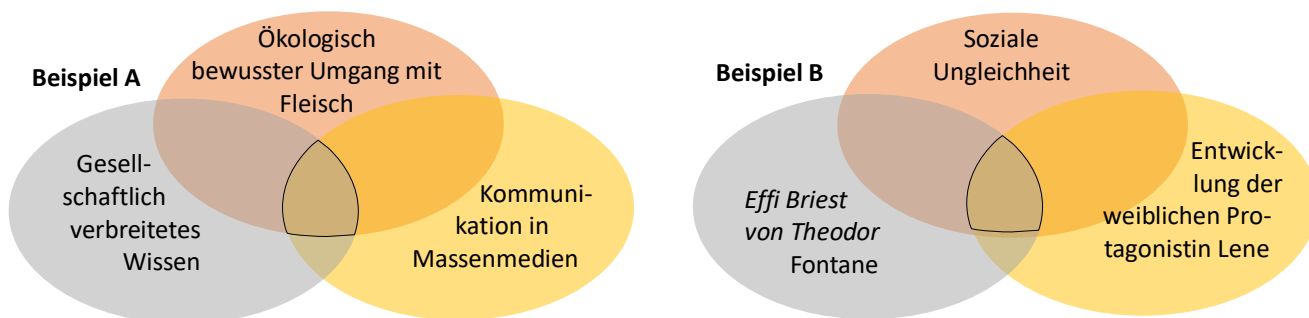 Beispiel A
Ökologisch
bewusster Umgang mit
Fleisch
Gesell-
schaftlich
verbreitetes
Wissen
Kommuni-
kation in
Massenmedien
Beispiel B
Soziale
Ungleichheit
Effi Briest
von Theodor
Fontane
Entwick-
lung der
weiblichen Pro-
tagonistin Lene